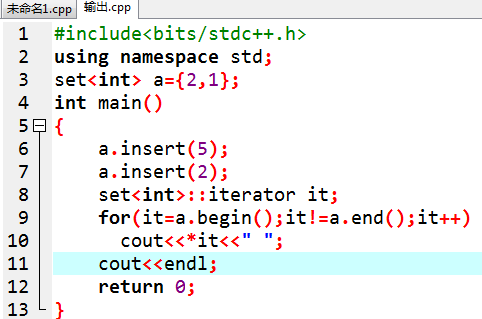 未命名1.cpp 输出.cpp
1 #include<bits/stdc++.h>
2 using namespace std;
3 set<int> a={2,1};
4 int main()
5 {
6 a.insert(5);
7 a.insert(2);
8 set<int>::iterator it;
9 for(it=a.begin();it!=a.end();it++)
10 cout<<*it<<" ";
11 cout<<endl;
12 return 0;
13 }